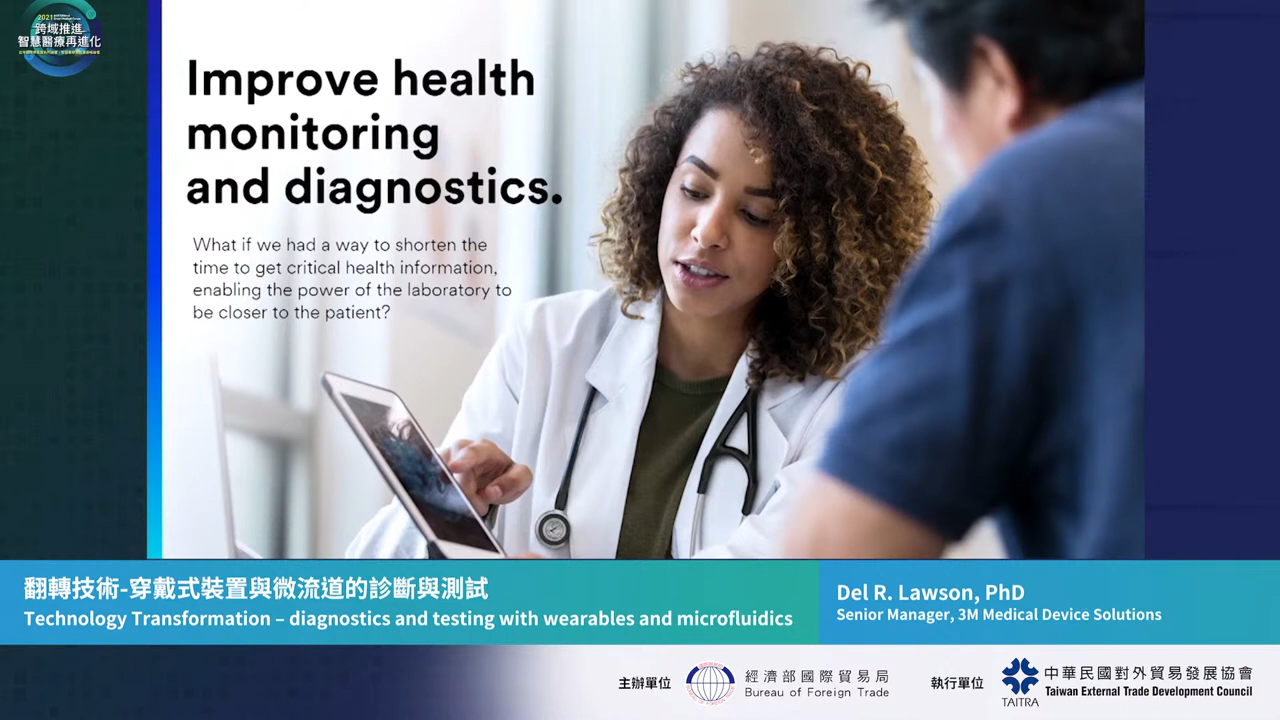 2021
跨域推進
智慧醫療再進化
Improve health
monitoring
and diagnostics.
What if we had a way to shorten the
time to get critical health information,
enabling the power of the laboratory to
be closer to the patient?
翻轉技術-穿戴式裝置與微流道的診斷與測試
Technology Transformation – diagnostics and testing with wearables and microfluidics
Del R. Lawson, PhD
Senior Manager, 3M Medical Device Solutions
主辦單位
經濟部國際貿易局
Bureau of Foreign Trade
執行單位
TAITRA
中華民國對外貿易發展協會
Taiwan External Trade Development Council